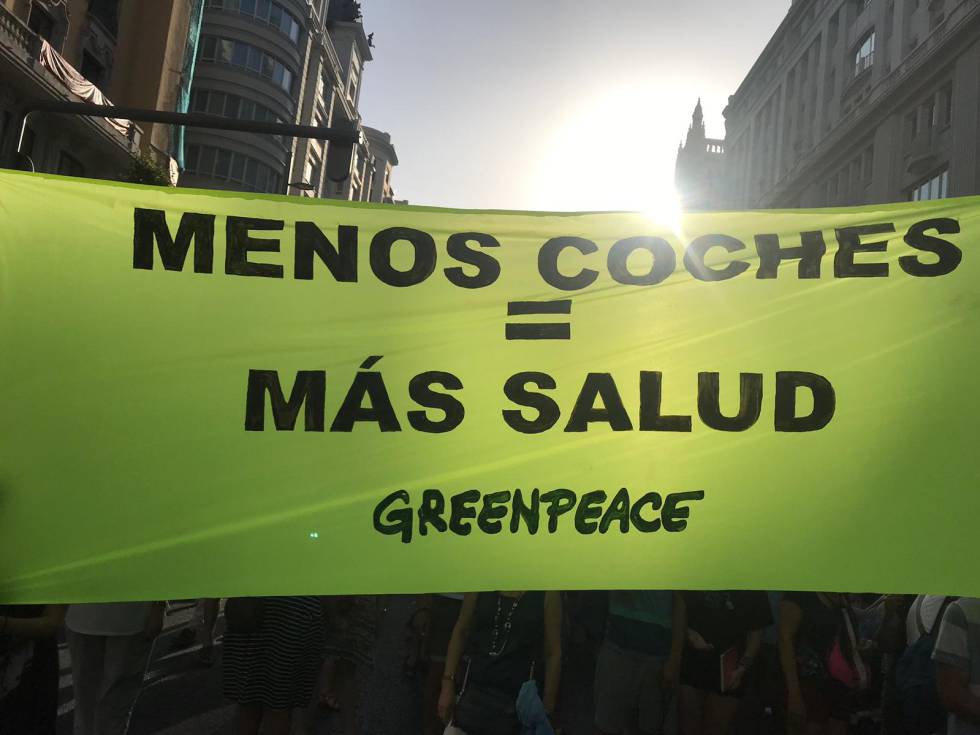 MENOS COCHES
=
MÁS SALUD
GREENPEACE